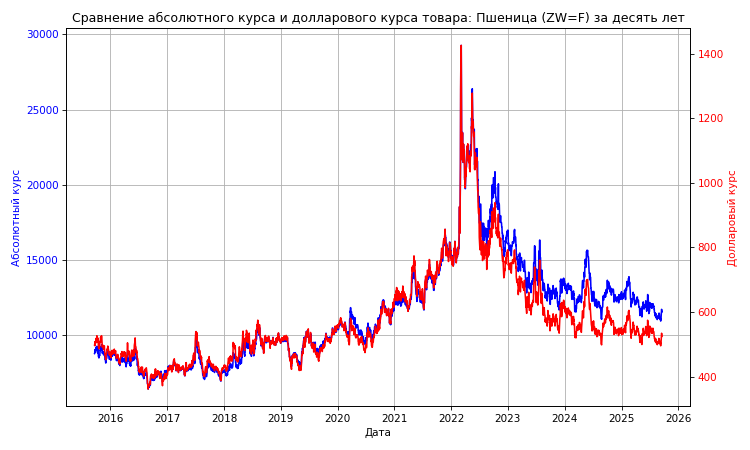 Сравнение абсолютного курса и долларового курса товара: Пшеница (ZW=F) за десять лет
30000
25000
20000
15000
10000
Абсолютный курс
1400
1200
1000
800
600
400
Долларовый курс
2016 2017 2018 2019 2020 2021 2022 2023 2024 2025 2026
Дата